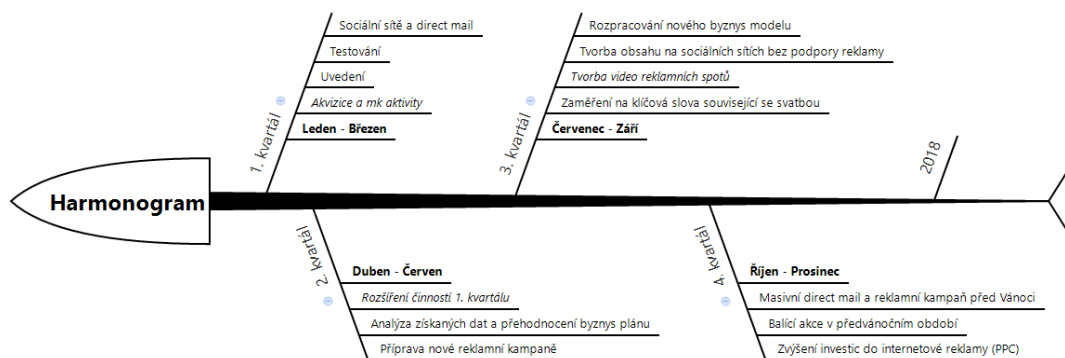 Harmonogram
1. kvartál
Sociální sítě a direct mail
Testování
Uvedení
Akvizice a mk aktivity
Leden - Březen
2. kvartál
Duben - Červen
Rozšíření činností 1. kvartálu
Analýza získaných dat a přehodnocení byznys plánu
Příprava nové reklamní kampaně
3. kvartál
Rozpracování nového byznys modelu
Tvorba obsahu na sociálních sítích bez podpory reklamy
Tvorba video reklamních spotů
Zaměření na klíčová slova související se svatbou
Červenec - Září
4. kvartál
Říjen - Prosinec
Masivní direct mail a reklamní kampaň před Vánoci
Balící akce v předvánočním období
Zvýšení investic do internetové reklamy (PPC)
2018